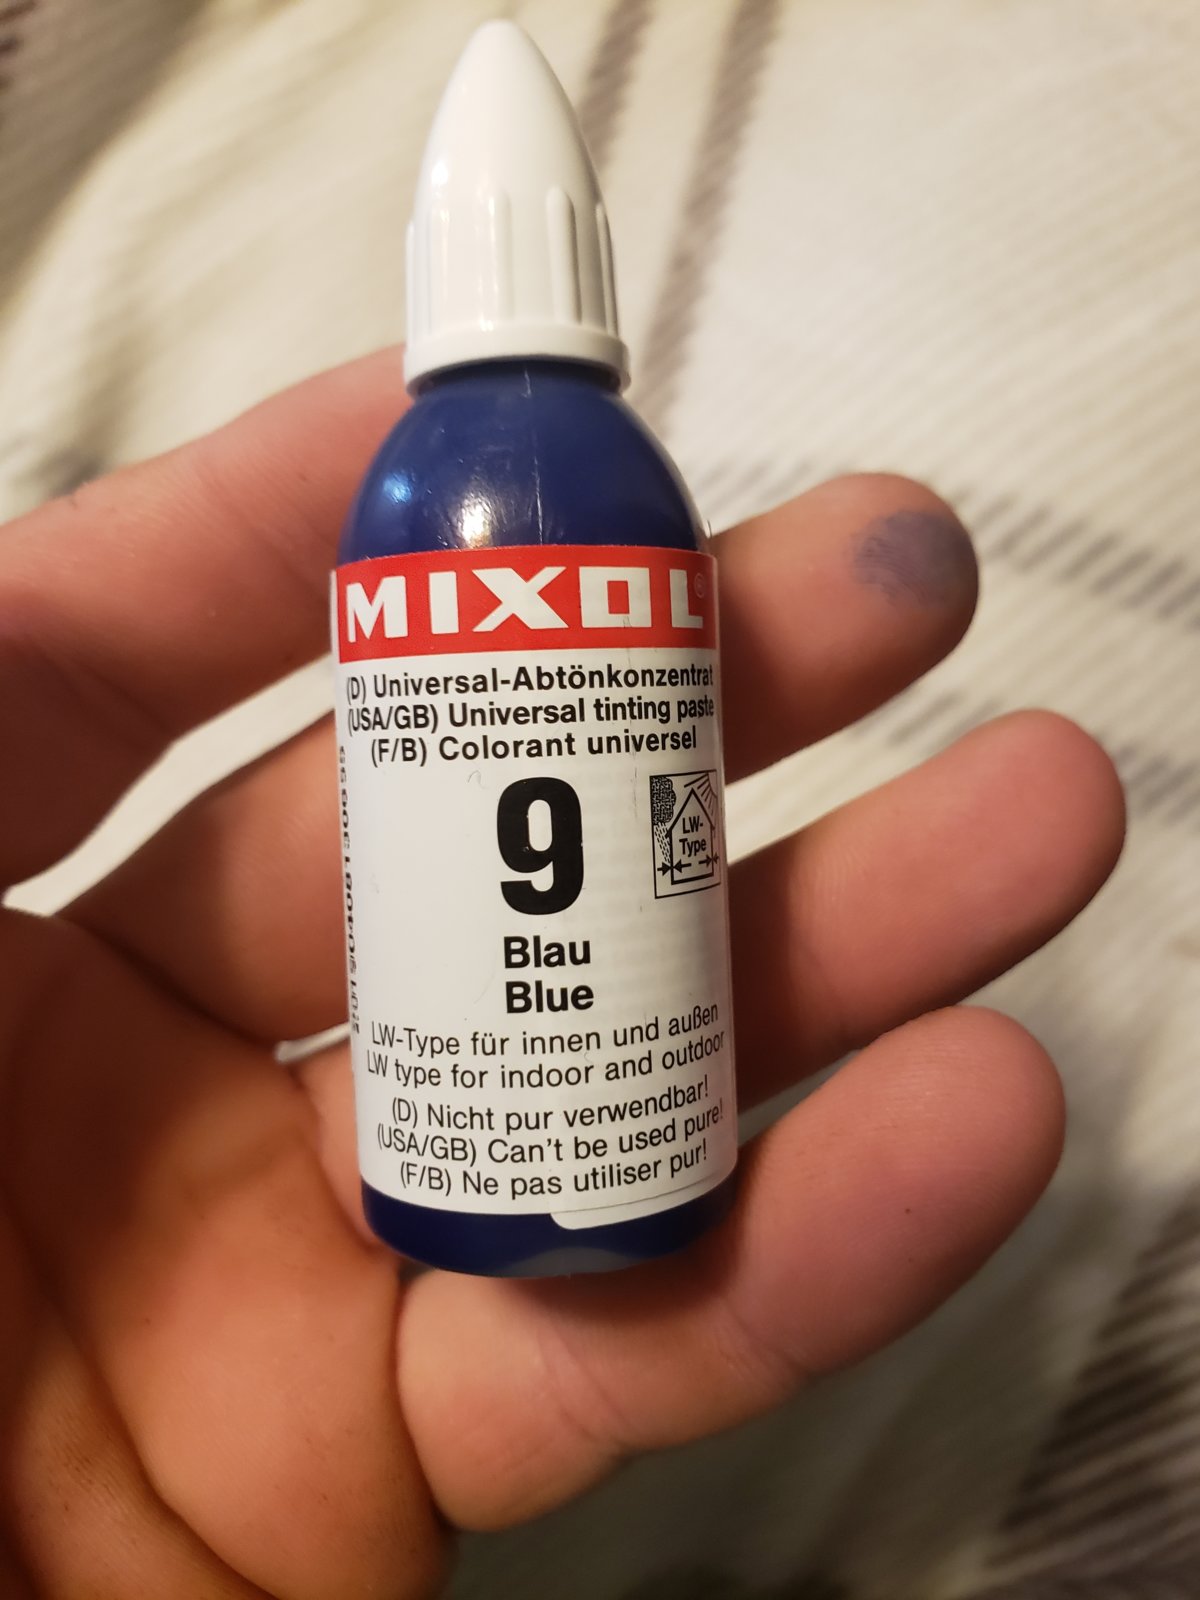 MIXOL®
(D) Universal-Abtönkonzentrat
(USA/GB) Universal tinting paste
(F/B) Colorant universel
9
LW-
Type
Blau
Blue
LW-Type für innen und außen
LW type for indoor and outdoor
(D) Nicht pur verwendbar!
(USA/GB) Can't be used pure!
(F/B) Ne pas utiliser pur!